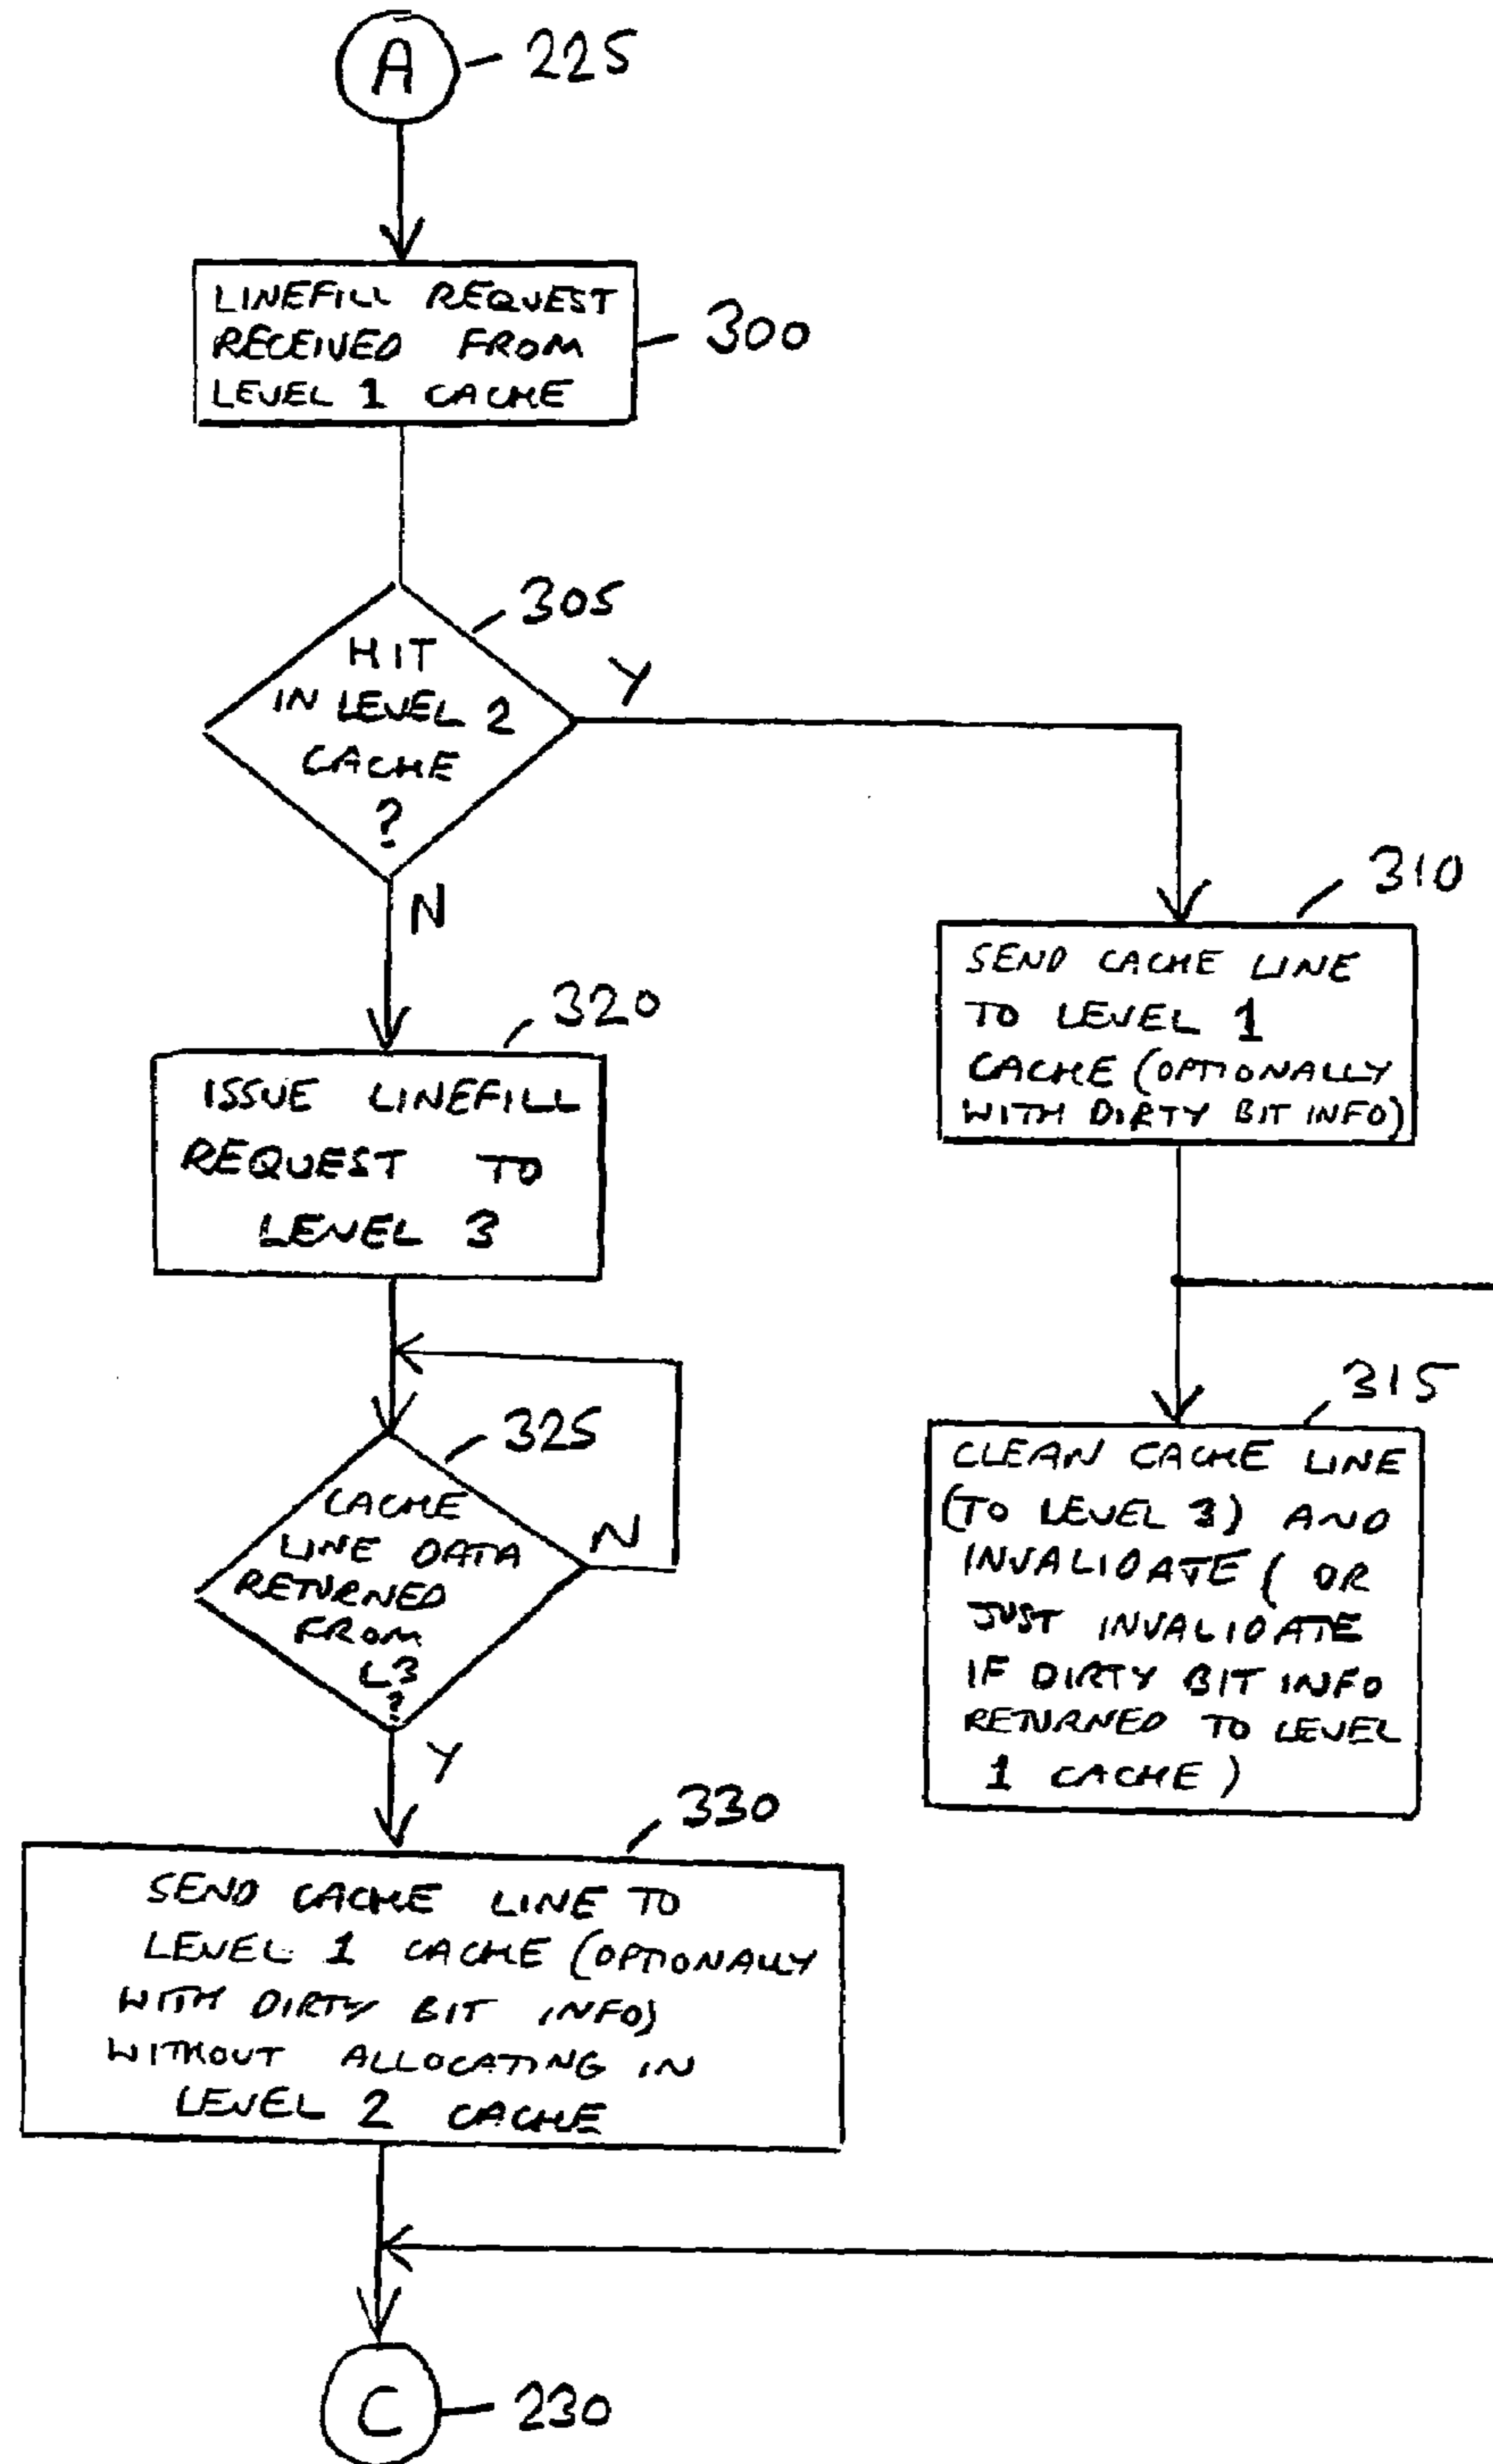 A
225
LINEFILL REQUEST
RECEIVED FROM
LEVEL 1 CACHE
300
305
HIT
IN LEVEL 2
CACHE
?
Y
N
310
SEND CACHE LINE
TO LEVEL 1
CACHE (OPTIONALLY
WITH DIRTY BIT INFO)
320
ISSUE LINEFILL
REQUEST TO
LEVEL 3
315
CLEAN CACHE LINE
(TO LEVEL 3) AND
INVALIDATE (OR
JUST INVALIDATE
IF DIRTY BIT INFO
RETURNED TO LEVEL
1 CACHE)
325
CACHE
LINE DATA
RETURNED
FROM
L3
?
N
Y
330
SEND CACHE LINE TO
LEVEL 1 CACHE (OPTIONALLY
WITH DIRTY BIT INFO)
WITHOUT ALLOCATING IN
LEVEL 2 CACHE
C
230